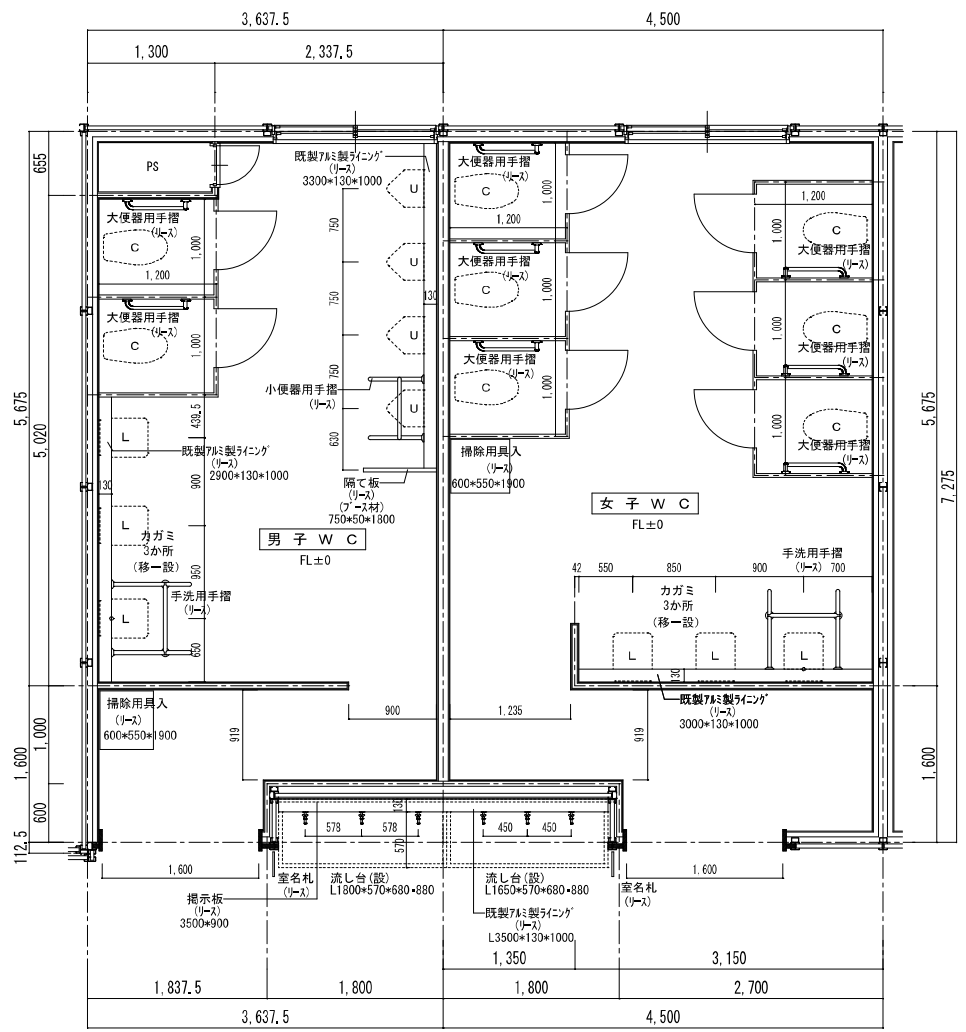 3,637.5
4,500
1,300
2,337.5
655
5,675
5,020
1,600
1,000
600
112.5
PS
既製アルミ製ライニング
(リース)
3300*130*1000
U
U
U
U
750
750
750
630
130
大便器用手摺
(リース)
C
1,000
1,200
大便器用手摺
(リース)
C
1,000
小便器用手摺
(リース)
隔て板
(リース)
(ブース材)
750*50*1800
L
既製アルミ製ライニング
(リース)
2900*130*1000
130
439.5
900
950
650
L
カガミ
3か所
(移一設)
手洗用手摺
(リース)
L
男子WC
FL±0
掃除用具入
(リース)
600*550*1900
900
919
大便器用手摺
(リース)
C
1,000
1,200
大便器用手摺
(リース)
C
1,000
大便器用手摺
(リース)
C
1,000
掃除用具入
(リース)
600*550*1900
1,200
1,000
C
大便器用手摺
(リース)
1,000
C
大便器用手摺
(リース)
1,000
C
大便器用手摺
(リース)
女子WC
FL±0
手洗用手摺
(リース)
42
550
850
900
700
カガミ
3か所
(移一設)
L
L
L
130
既製アルミ製ライニング
(リース)
3000*130*1000
1,235
919
5,675
7,275
1,600
130
578
578
450
450
570
1,600
1,600
室名札
(リース)
流し台(設)
L1800*570*680-880
流し台(設)
L1650*570*680-880
室名札
(リース)
掲示板
(リース)
3500*900
既製アルミ製ライニング
(リース)
L3500*130*1000
1,350
3,150
1,837.5
1,800
1,800
2,700
3,637.5
4,500